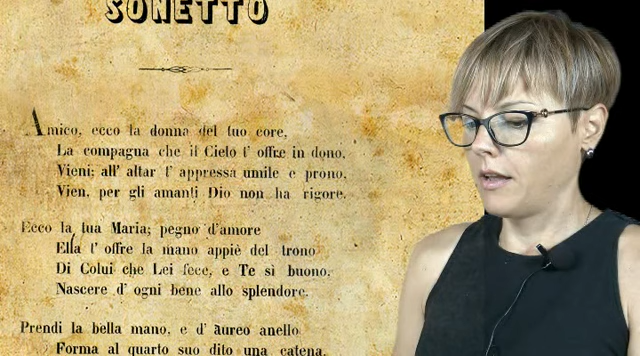 SONETTO
Amico, ecco la donna del tuo core,
La compagna che il Cielo t' offre in dono.
Vieni; all' altar t' appressa umile e prono,
Vien, per gli amanti Dio non ha rigore.
Ecco la tua Maria; pegno d'amore
Ella t' offre la mano appiè del trono
Di Colui che Lei fece, e Te sì buono,
Nascere d' ogni bene allo splendore.
Prendi la bella mano, e d' aureo anello
Forma al quarto suo dito una catena,